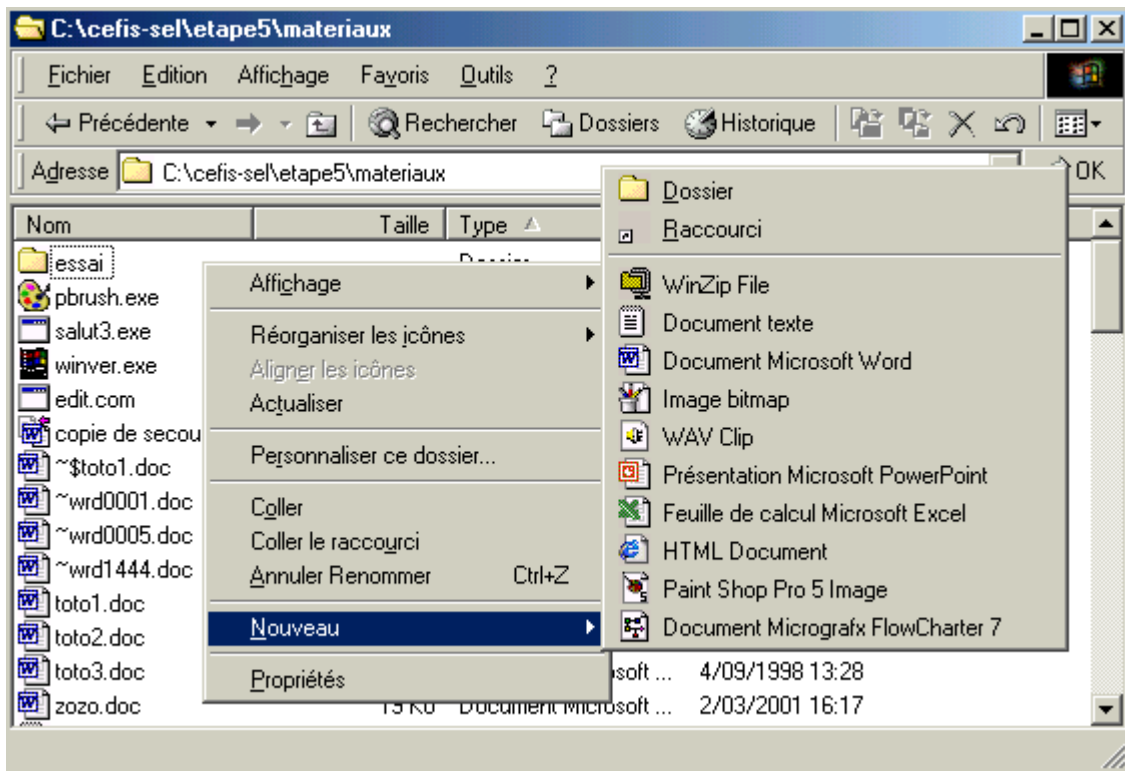 C:\cefis-sel\etape5\materiaux
Fichier Edition Affichage Favoris Outils ?
Précédente Rechercher Dossiers Historique
Adresse C:\cefis-sel\etape5\materiaux OK
Nom Taille Type
essai
pbrush.exe
salut3.exe
winver.exe
edit.com
copie de secou
~$toto1.doc
~wrd0001.doc
~wrd0005.doc
~wrd1444.doc
toto1.doc
toto2.doc
toto3.doc osoft ... 4/09/1998 13:28
zozo.doc 19 Ko Document Microsoft ... 2/03/2001 16:17
Affichage
Réorganiser les icônes
Aligner les icônes
Actualiser
Personnaliser ce dossier...
Coller
Coller le raccourci
Annuler Renommer Ctrl+Z
Nouveau
Propriétés
Dossier
Raccourci
WinZip File
Document texte
Document Microsoft Word
Image bitmap
WAV Clip
Présentation Microsoft PowerPoint
Feuille de calcul Microsoft Excel
HTML Document
Paint Shop Pro 5 Image
Document Micrografx FlowCharter 7